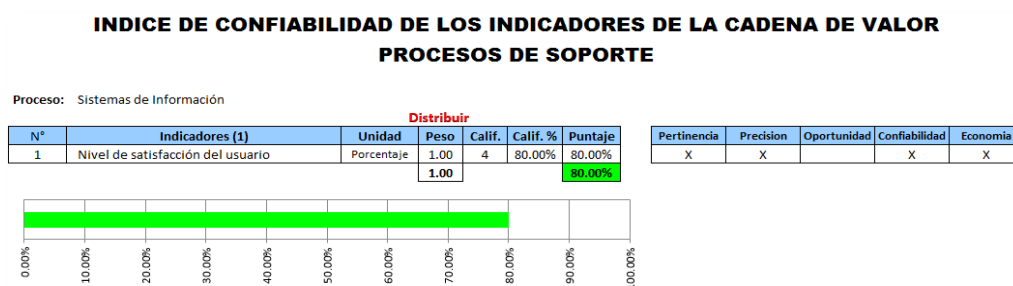 INDICE DE CONFIABILIDAD DE LOS INDICADORES DE LA CADENA DE VALOR
PROCESOS DE SOPORTE
Proceso: Sistemas de Información
Distribuir
N° Indicadores (1) Unidad Peso Calif. Calif. % Puntaje Pertinencia Precision Oportunidad Confiabilidad Economia
1 Nivel de satisfacción del usuario Porcentaje 1.00 4 80.00% 80.00% X X X X
1.00 80.00%
0.00% 10.00% 20.00% 30.00% 40.00% 50.00% 60.00% 70.00% 80.00% 90.00% 00.00%